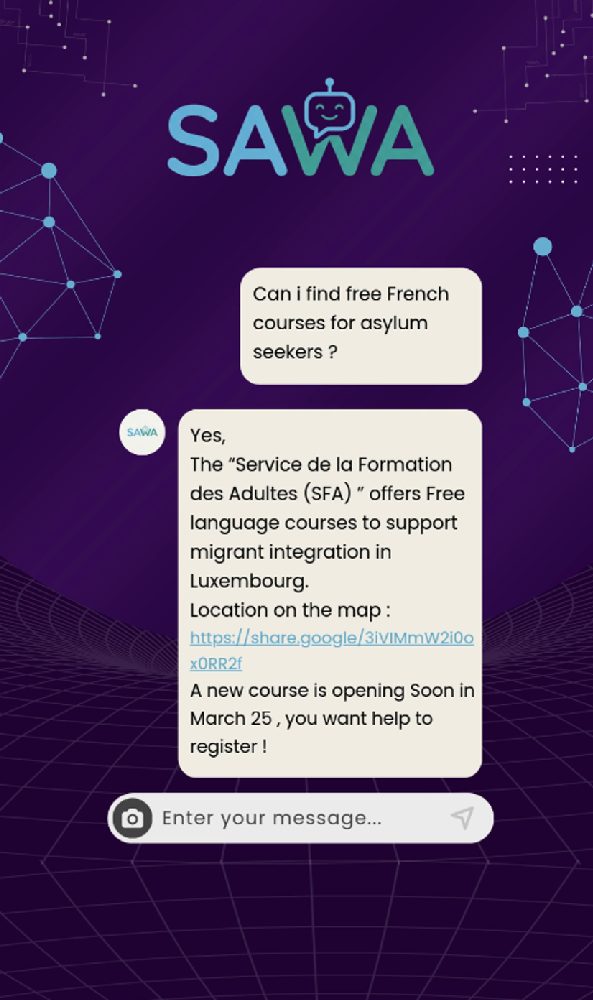 SAWA
Can i find free French
courses for asylum
seekers ?
SAWA
Yes,
The “Service de la Formation
des Adultes (SFA) ” offers Free
language courses to support
migrant integration in
Luxembourg.
Location on the map :
https://share.google/3iVIMmW2i0o
x0RR2f
A new course is opening Soon in
March 25 , you want help to
register !
Enter your message...